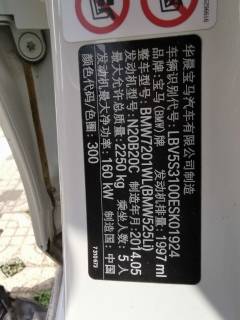 华晨宝马汽车有限公司制造
车辆识别代号: LBV5S3100ESK01924
品牌: 宝马(BMW)牌
整车型号: BMW7201WL(BMW525Li)
发动机型号: N20B20C
发动机排量: 1997 ml
最大允许总质量: 2250 kg
制造年月: 2014.05
发动机最大净功率: 160 kW
乘坐人数: 5 人
颜色代码/色圈: 300
制造国: 中国